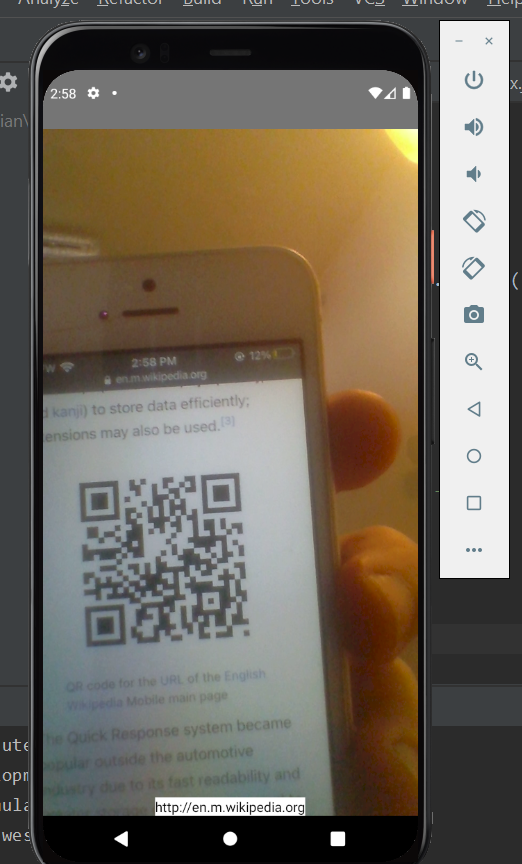 Analyze Refactor Build Run Tools VCS Window Help
2:58
2:58 PM
12%
en.m.wikipedia.org
d kanji) to store data efficiently;
tensions may also be used.[3]
QR code for the URL of the English
Wikipedia Mobile main page
The Quick Response system became
popular outside the automotive
industry due to its fast readability and
http://en.m.wikipedia.org